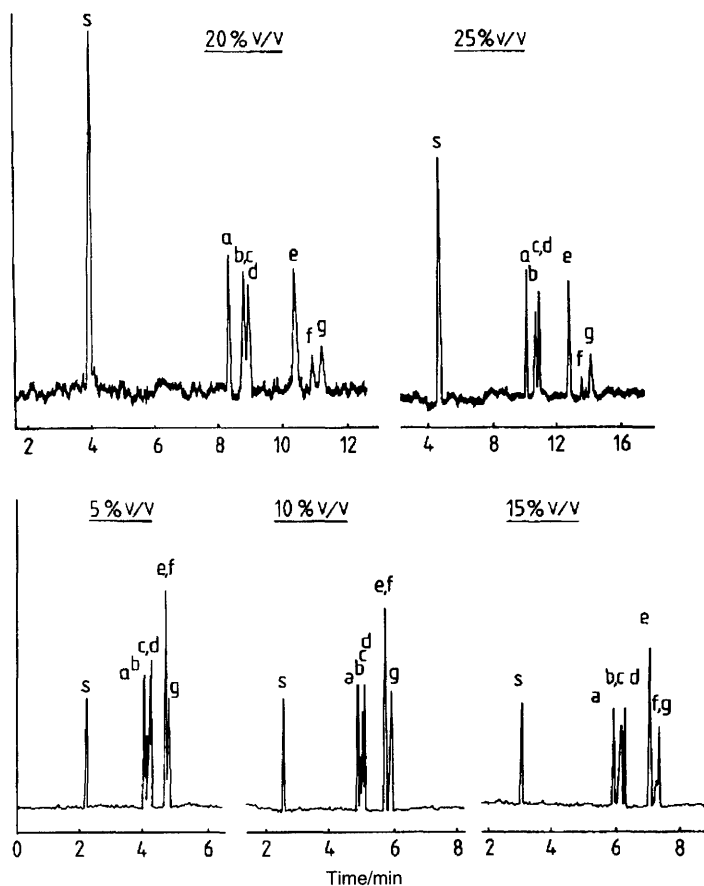 20% V/V
s
a
b,c
d
e
f
g
2 4 6 8 10 12
25% V/V
s
a
b
c,d
e
f
g
4 8 12 16
5% V/V
s
a
b
c,d
e,f
g
0 2 4 6
10% V/V
s
a
b
c
d
e,f
g
2 4 6 8
15% V/V
s
a
b,c
d
e
f,g
2 4 6 8
Time/min